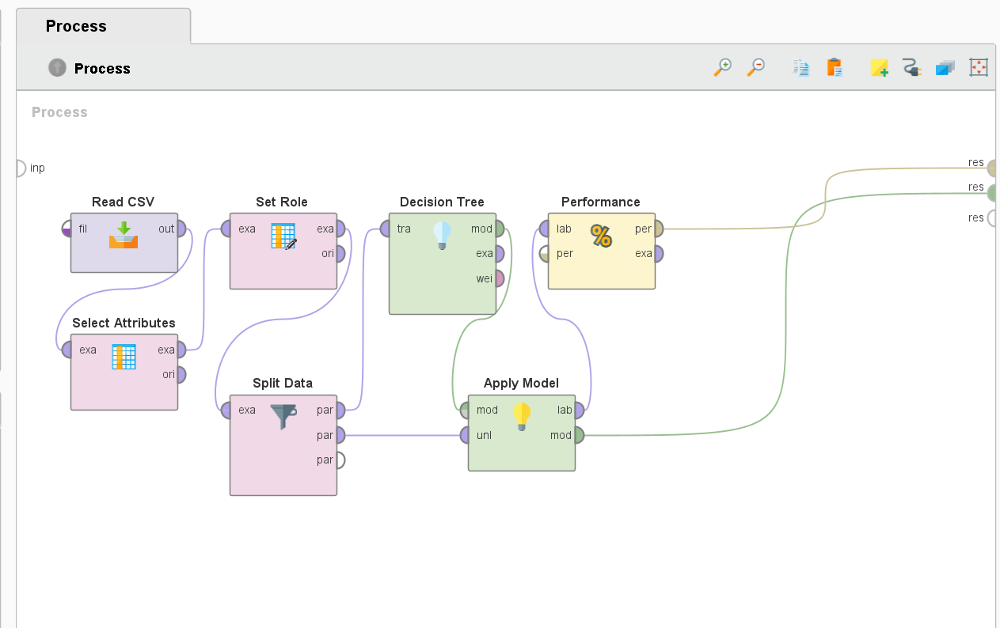 Process
Process
Process
inp
res
res
res
Read CSV
fil out
Set Role
exa exa
ori
Decision Tree
tra mod
exa
wei
Performance
lab per
per exa
Select Attributes
exa exa
ori
Split Data
exa par
par
par
Apply Model
mod lab
unl mod